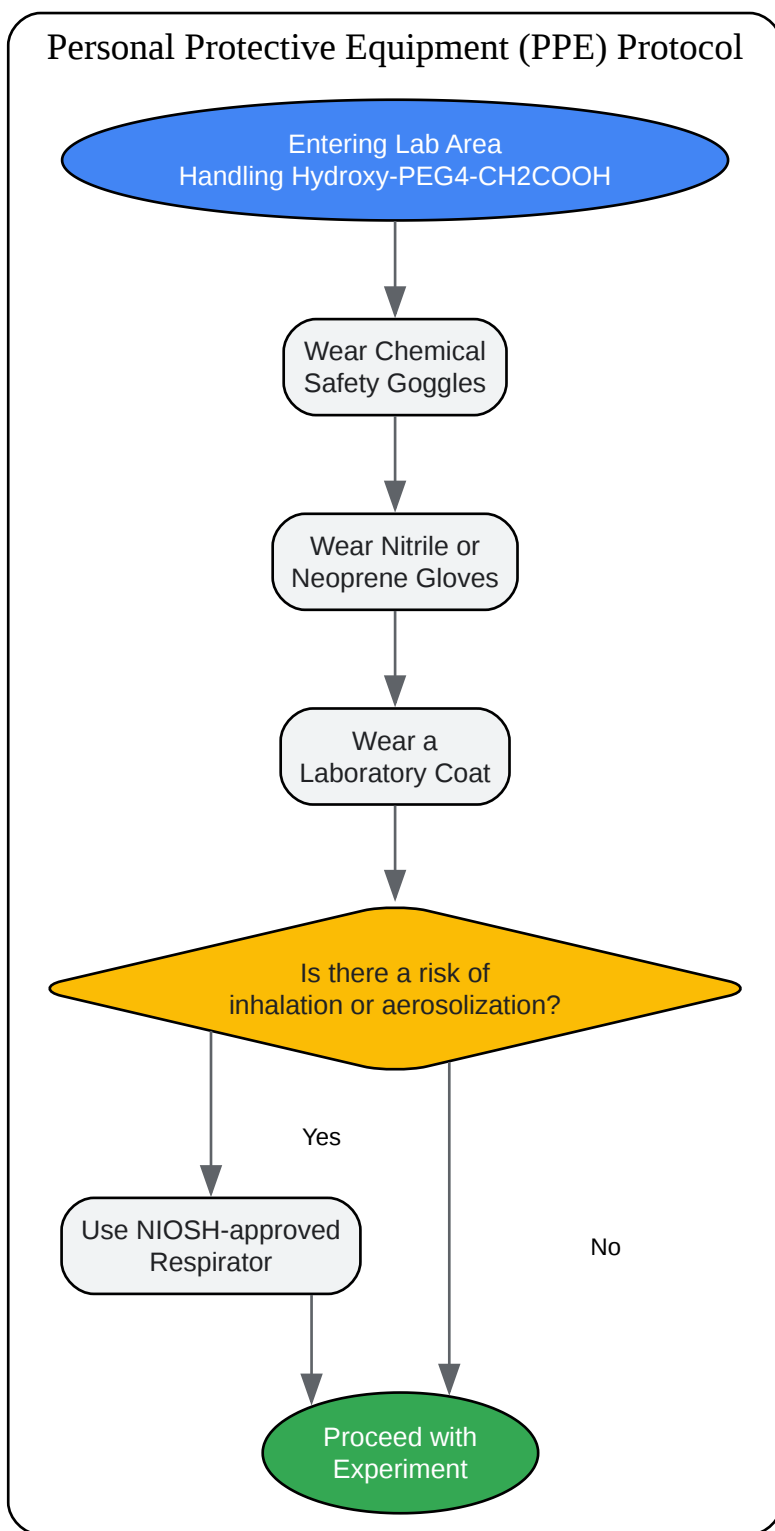 Personal Protective Equipment (PPE) Protocol
Entering Lab Area
Handling Hydroxy-PEG4-CH2COOH
Wear Chemical
Safety Goggles
Wear Nitrile or
Neoprene Gloves
Wear a
Laboratory Coat
Is there a risk of
inhalation or aerosolization?
Yes
Use NIOSH-approved
Respirator
No
Proceed with
Experiment